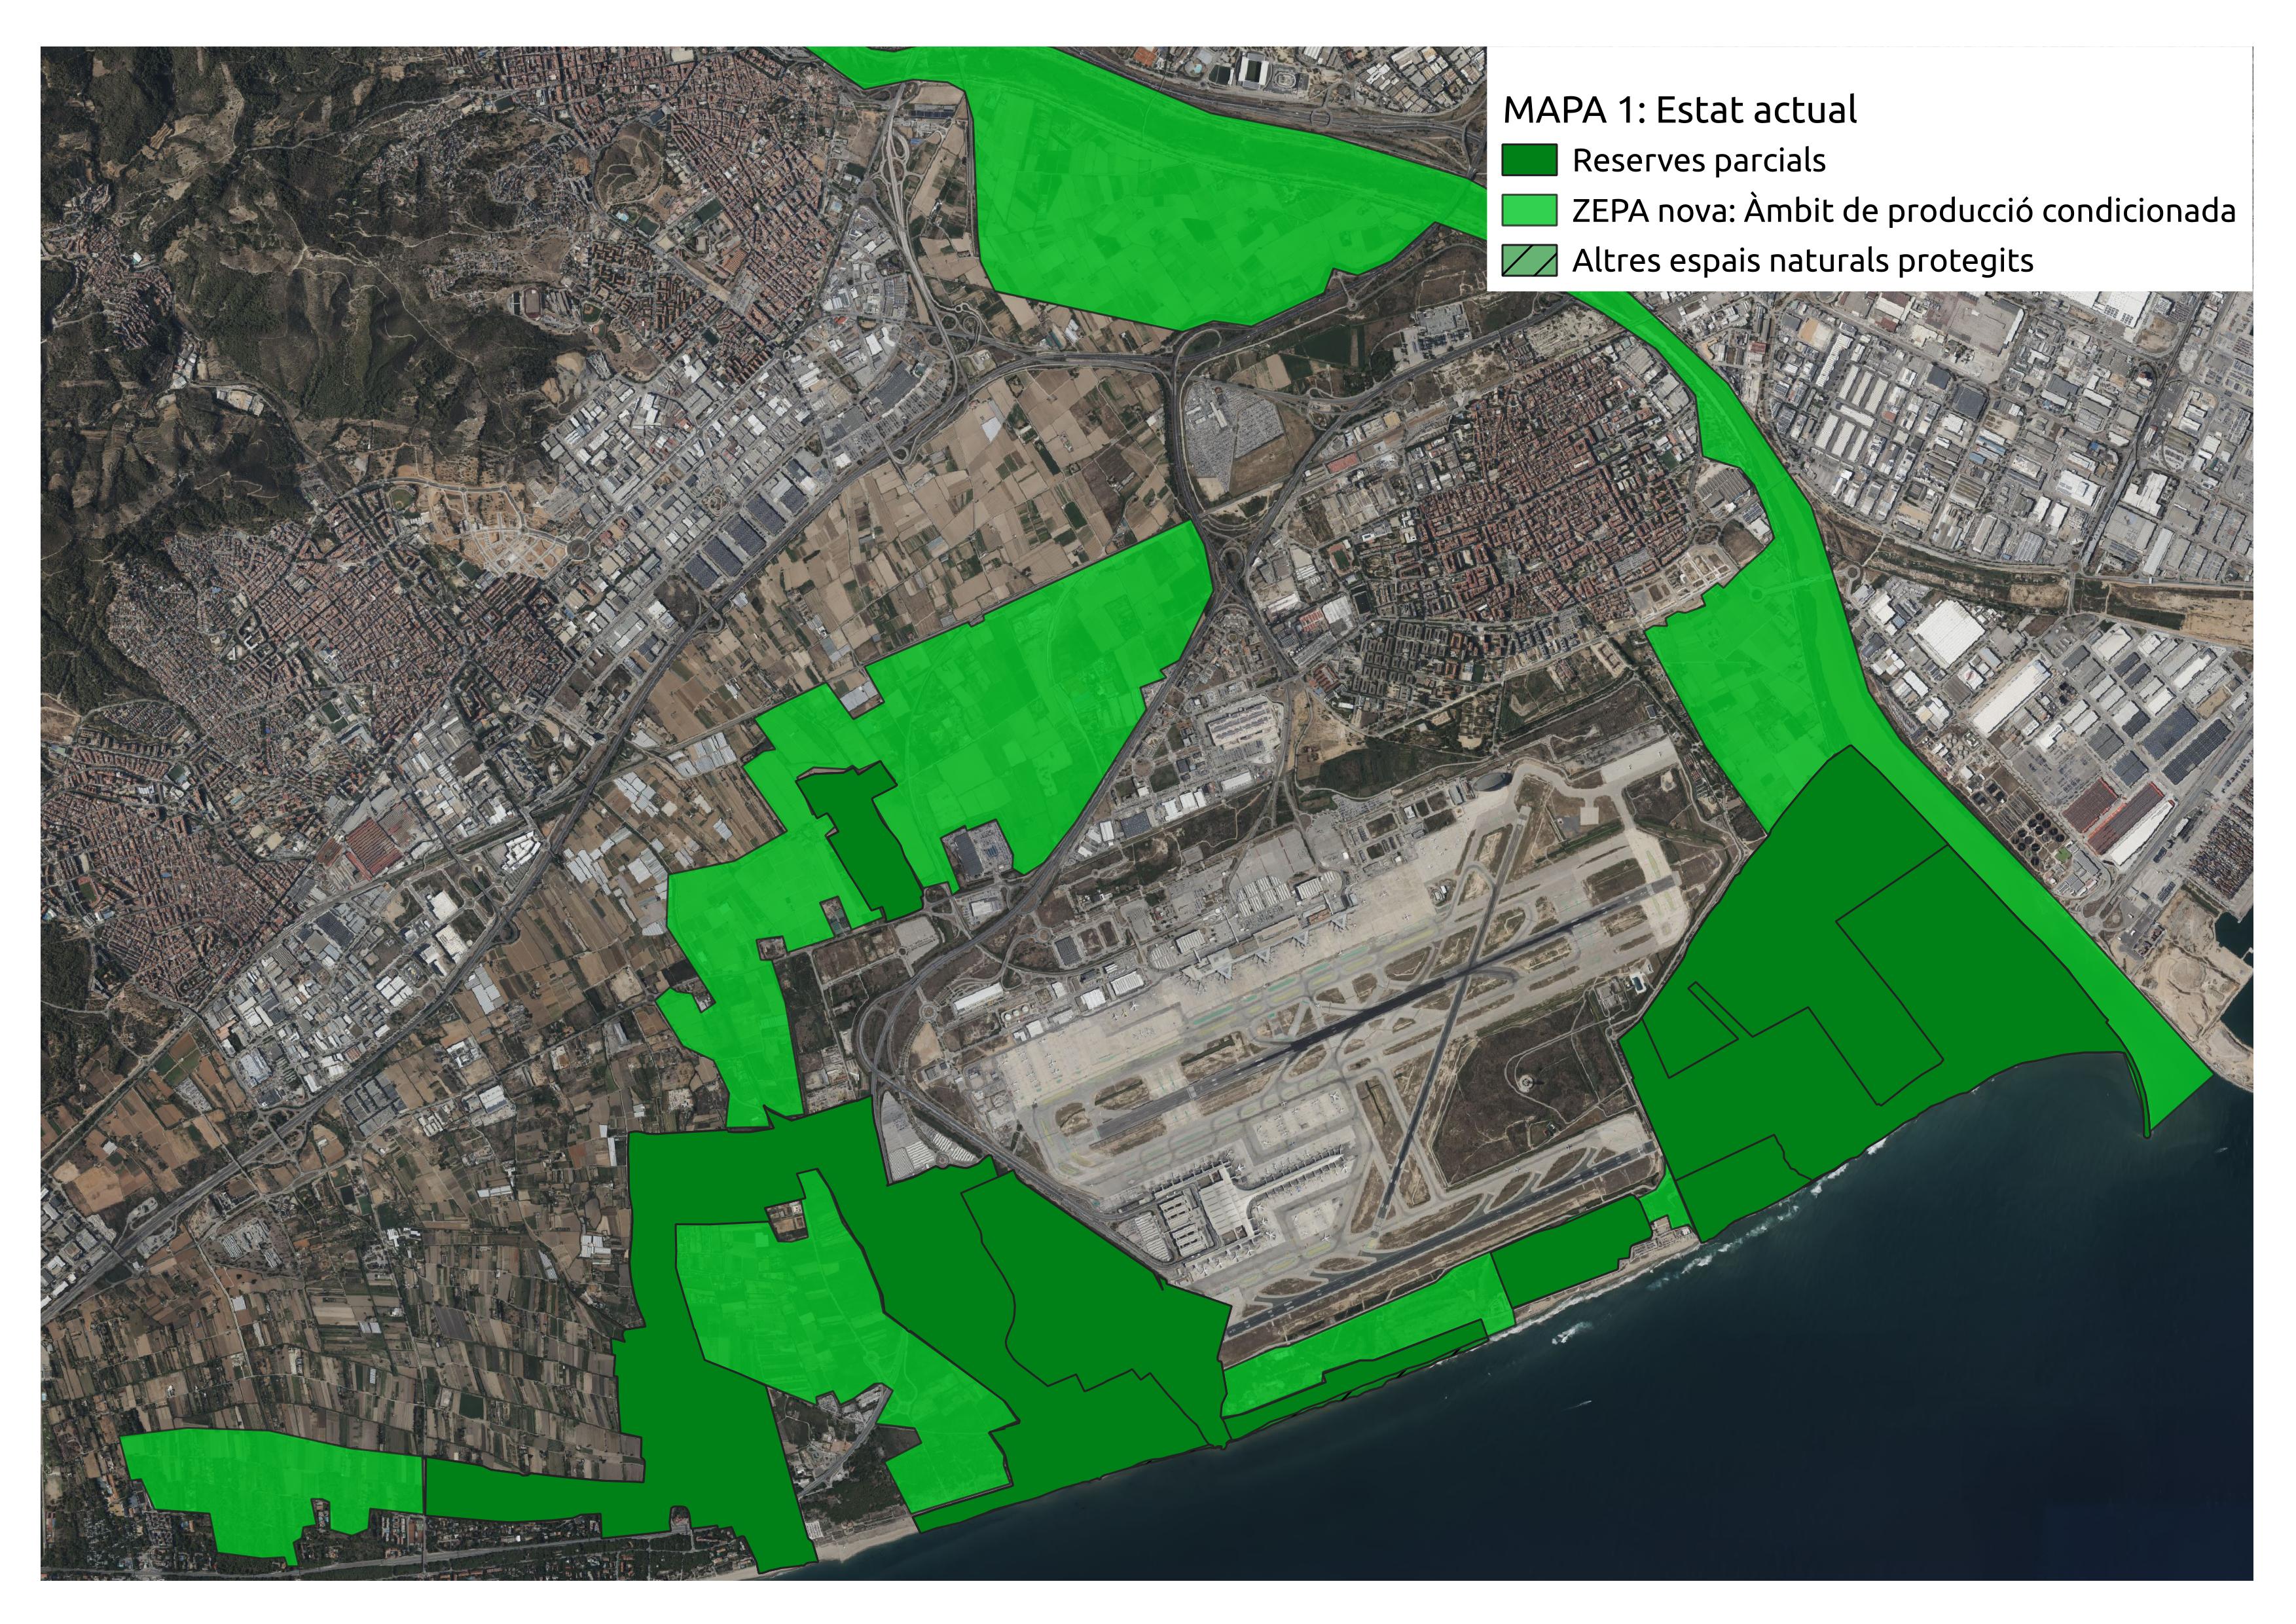 MAPA 1: Estat actual
Reserves parcials
ZEPA nova: Àmbit de producció condicionada
Altres espais naturals protegits